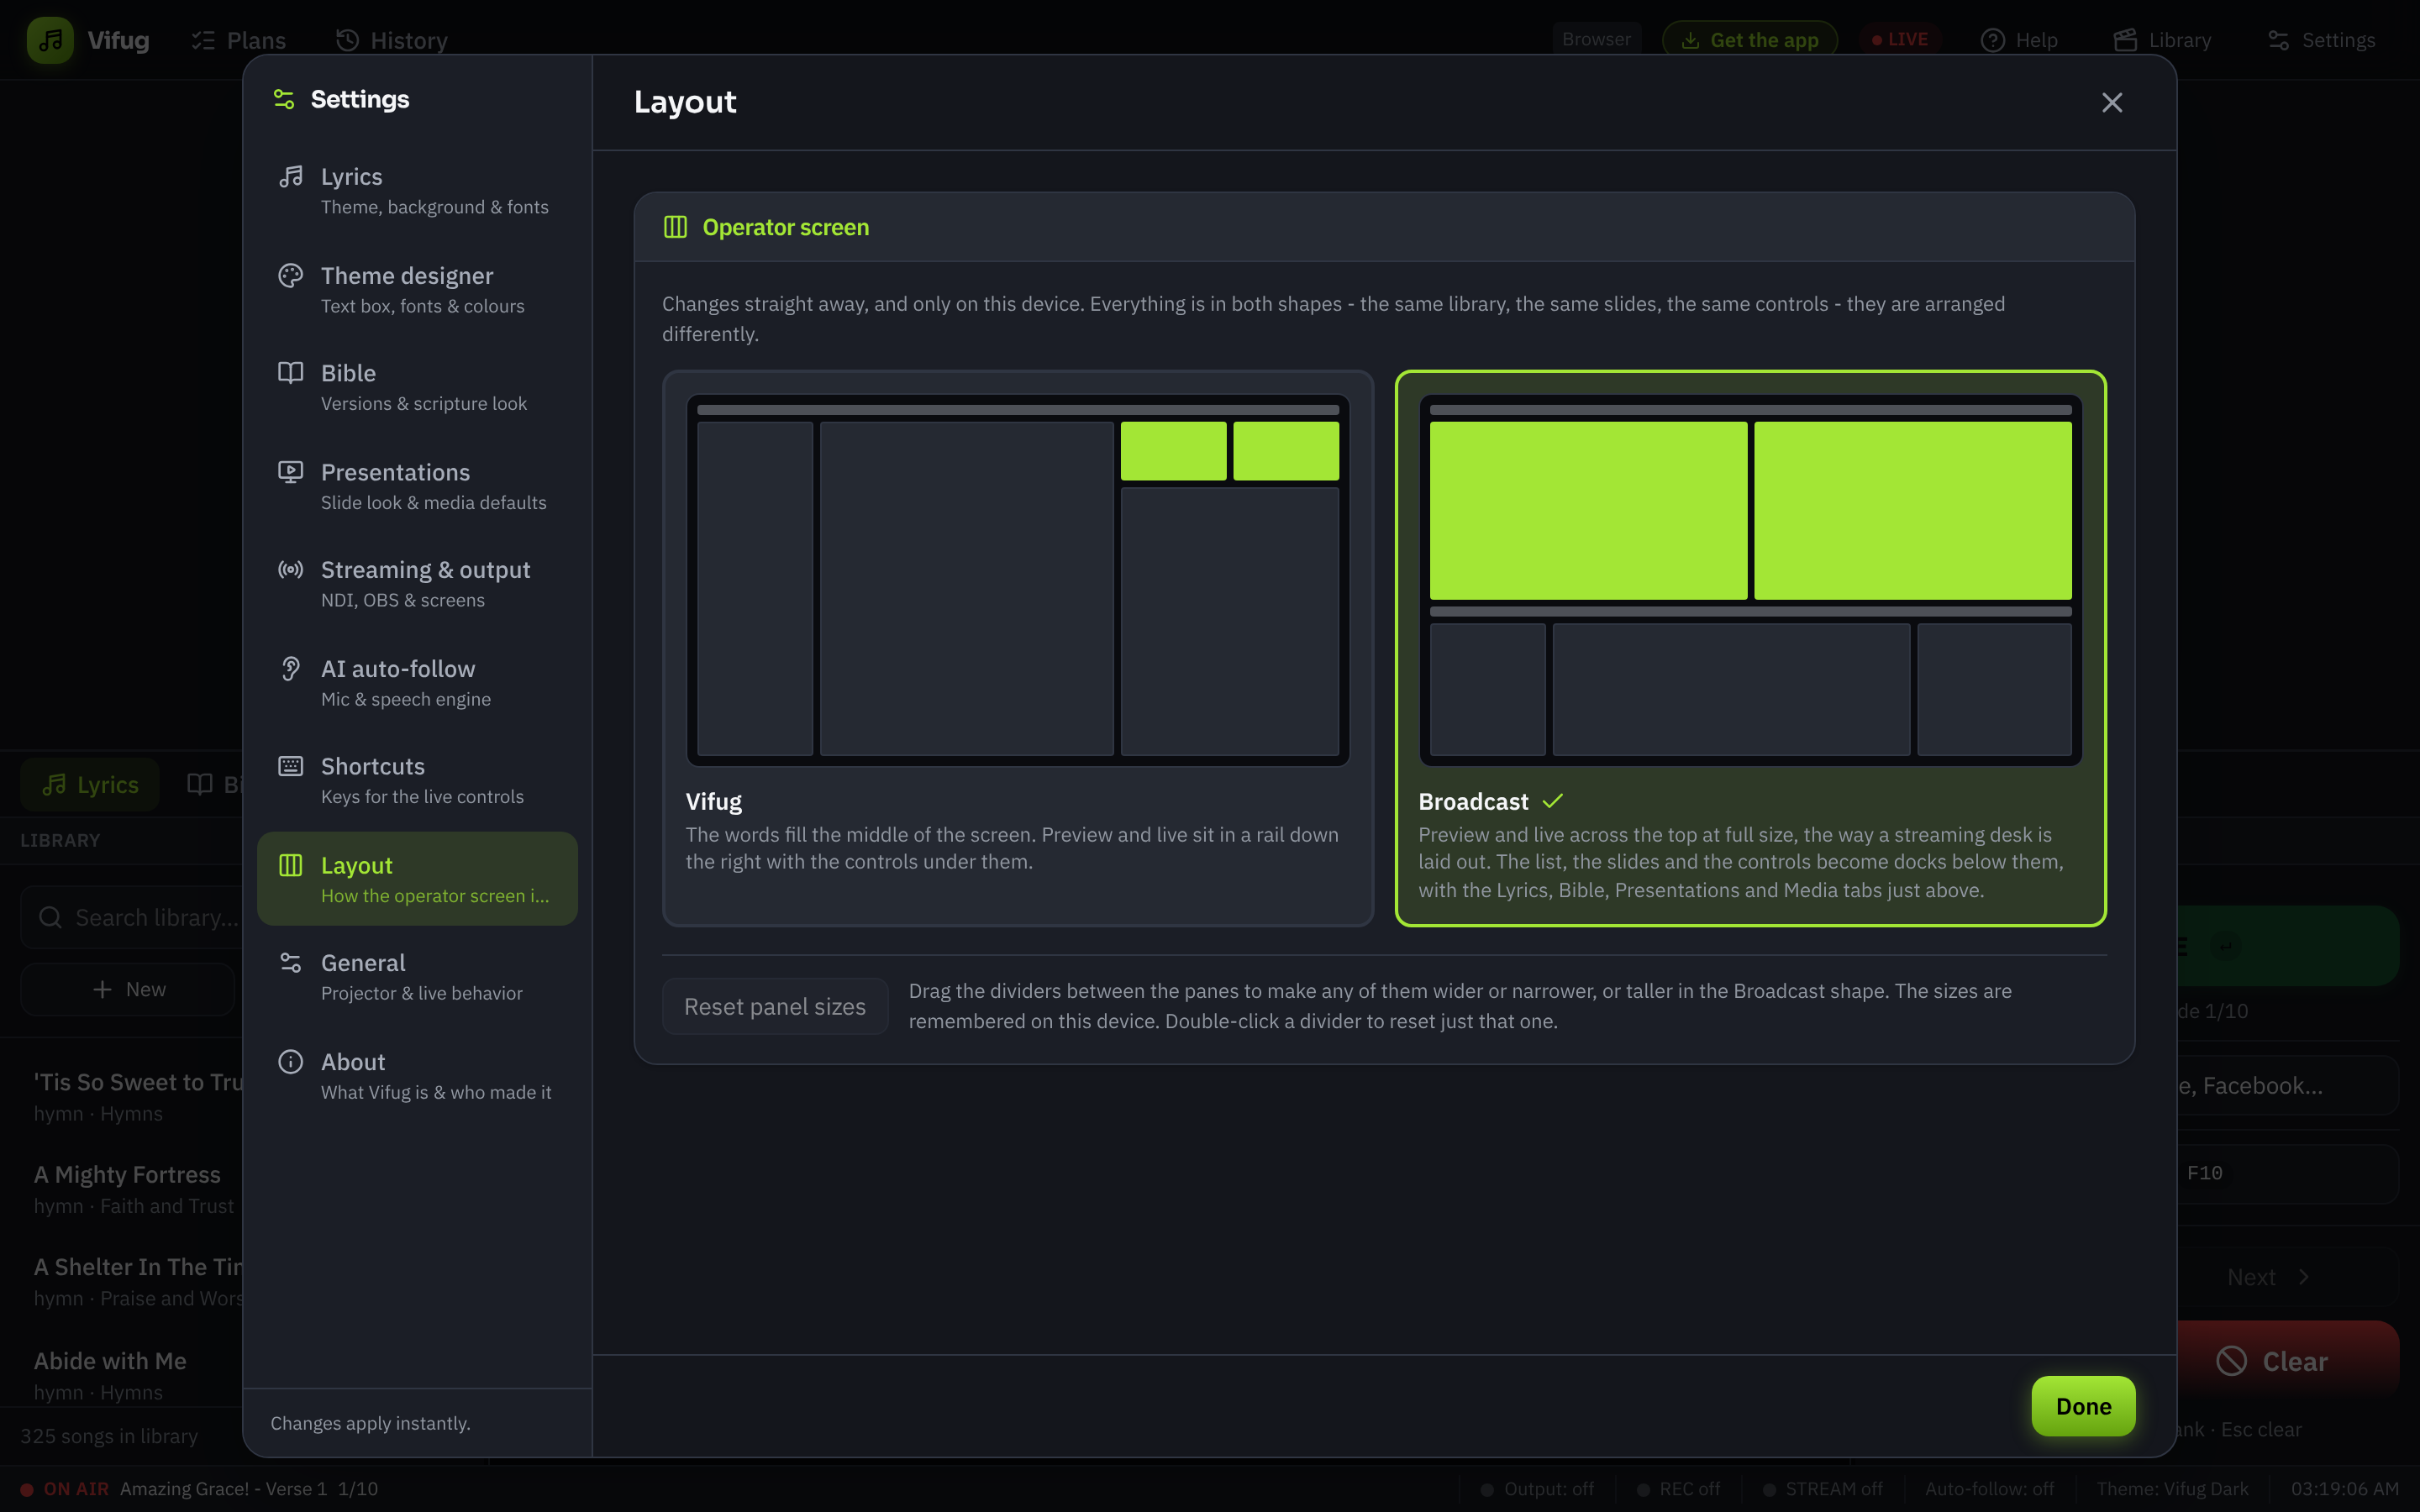 Vifug
Plans
History
Browser
Get the app
LIVE
Help
Library
Settings
Settings
Lyrics
Theme, background & fonts
Theme designer
Text box, fonts & colours
Bible
Versions & scripture look
Presentations
Slide look & media defaults
Streaming & output
NDI, OBS & screens
AI auto-follow
Mic & speech engine
Shortcuts
Keys for the live controls
Layout
How the operator screen i...
General
Projector & live behavior
About
What Vifug is & who made it
Changes apply instantly.
Layout
Operator screen
Changes straight away, and only on this device. Everything is in both shapes - the same library, the same slides, the same controls - they are arranged
differently.
Vifug
The words fill the middle of the screen. Preview and live sit in a rail down
the right with the controls under them.
Broadcast
Preview and live across the top at full size, the way a streaming desk is
laid out. The list, the slides and the controls become docks below them,
with the Lyrics, Bible, Presentations and Media tabs just above.
Reset panel sizes
Drag the dividers between the panes to make any of them wider or narrower, or taller in the Broadcast shape. The sizes are
remembered on this device. Double-click a divider to reset just that one.
Done
Lyrics
LIBRARY
Search library...
New
'Tis So Sweet to Tru
hymn · Hymns
A Mighty Fortress
hymn · Faith and Trust
A Shelter In The Tim
hymn · Praise and Wors
Abide with Me
hymn · Hymns
325 songs in library
de 1/10
e, Facebook...
F10
Next
Clear
ank · Esc clear
ON AIR Amazing Grace! - Verse 1 1/10
Output: off
REC off
STREAM off
Auto-follow: off
Theme: Vifug Dark
03:19:06 AM